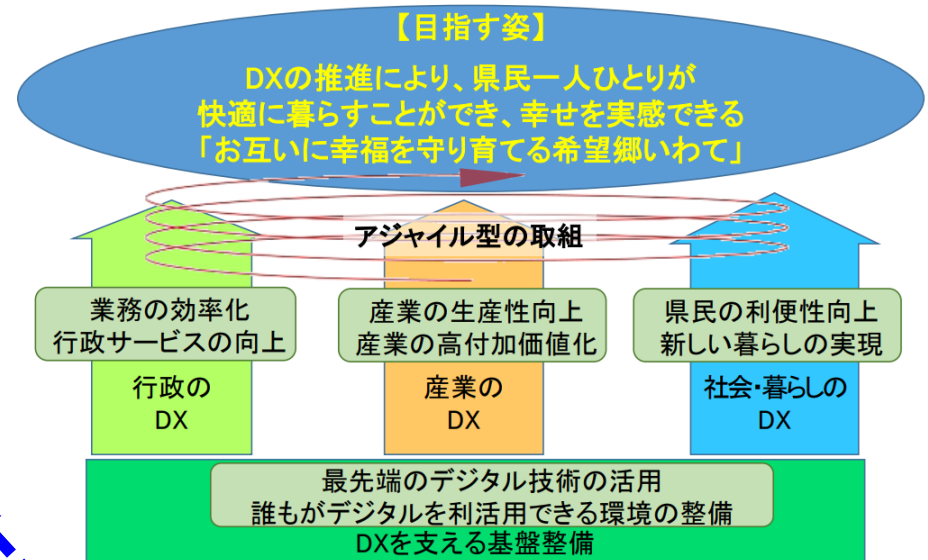 【目指す姿】
DXの推進により、県民一人ひとりが
快適に暮らすことができ、幸せを実感できる
「お互いに幸福を守り育てる希望郷いわて」
アジャイル型の取組
業務の効率化
行政サービスの向上
行政の
DX
産業の生産性向上
産業の高付加価値化
産業の
DX
県民の利便性向上
新しい暮らしの実現
社会・暮らしの
DX
最先端のデジタル技術の活用
誰もがデジタルを利活用できる環境の整備
DXを支える基盤整備